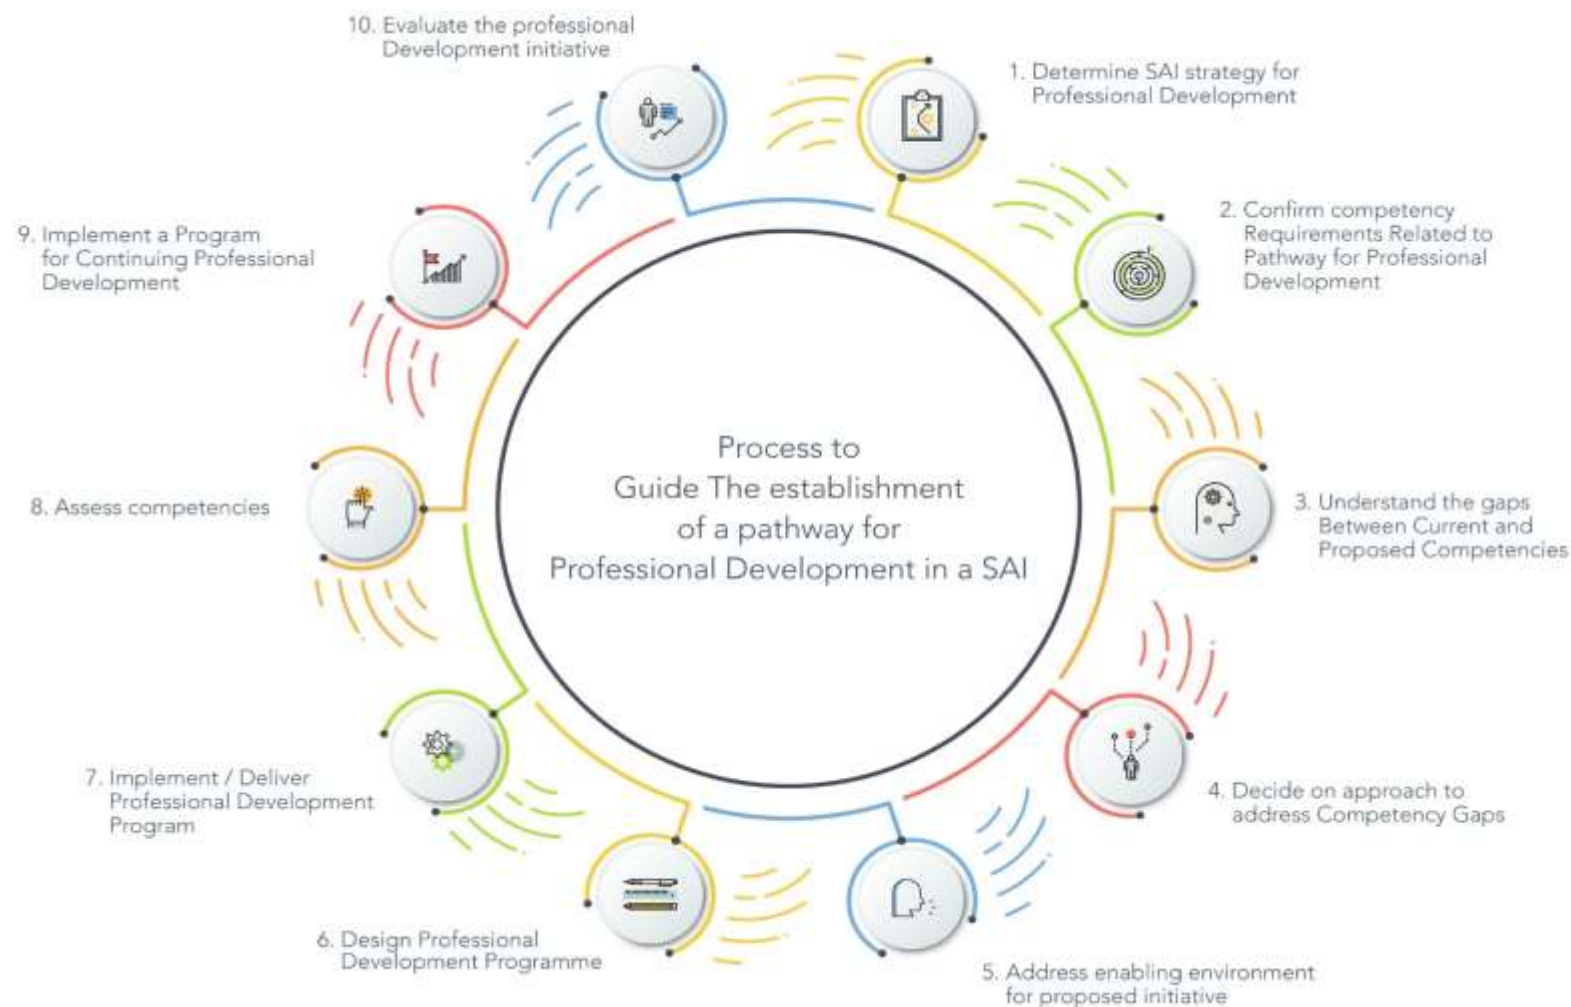 Process to
Guide The establishment
of a pathway for
Professional Development in a SAI
1. Determine SAI strategy for
Professional Development
2. Confirm competency
Requirements Related to
Pathway for Professional
Development
3. Understand the gaps
Between Current and
Proposed Competencies
4. Decide on approach to
address Competency Gaps
5. Address enabling environment
for proposed initiative
6. Design Professional
Development Programme
7. Implement / Deliver
Professional Development
Program
8. Assess competencies
9. Implement a Program
for Continuing Professional
Development
10. Evaluate the professional
Development initiative